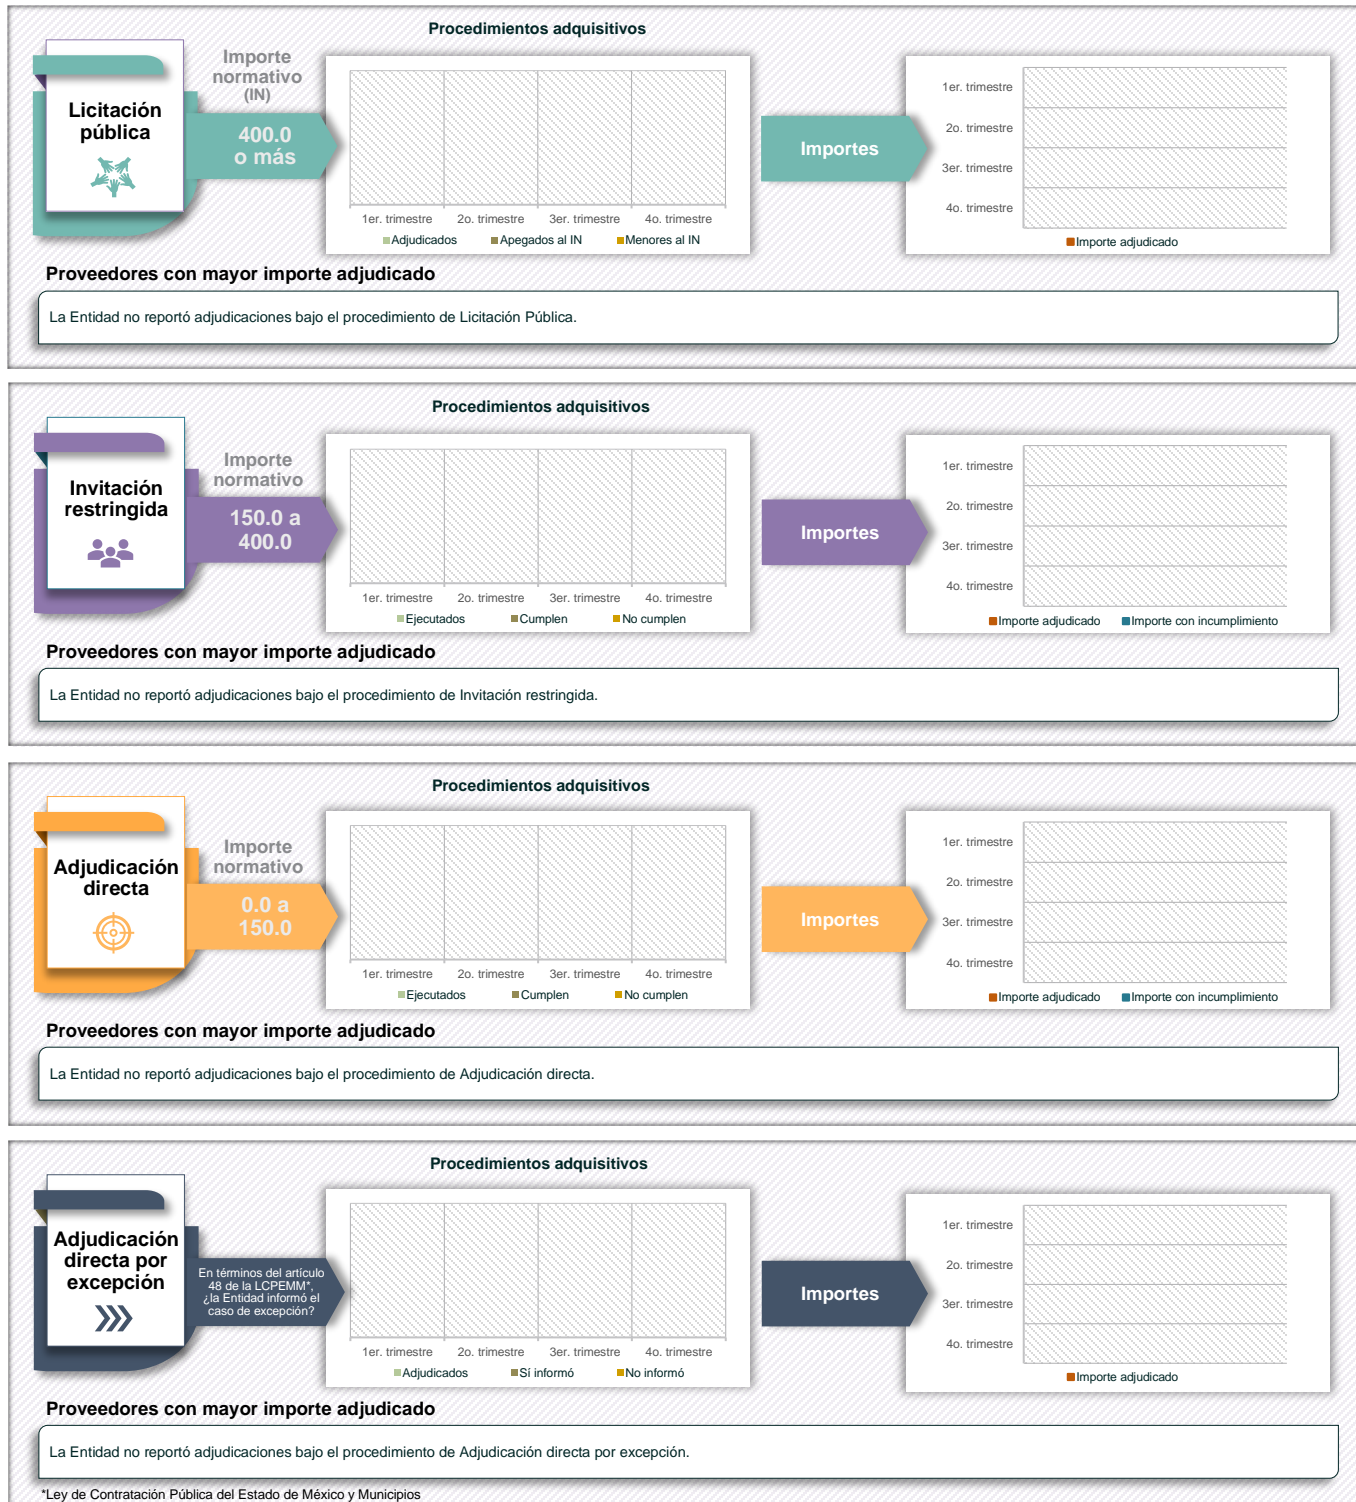 Procedimientos adquisitivos
Licitación
pública
Importe
normativo
(IN)
400.0
o más
1er. trimestre 2o. trimestre 3er. trimestre 4o. trimestre
Adjudicados Apegados al IN Menores al IN
Importes
1er. trimestre
2o. trimestre
3er. trimestre
4o. trimestre
Importe adjudicado
Proveedores con mayor importe adjudicado
La Entidad no reportó adjudicaciones bajo el procedimiento de Licitación Pública.
Procedimientos adquisitivos
Invitación
restringida
Importe
normativo
150.0 a
400.0
1er. trimestre 2o. trimestre 3er. trimestre 4o. trimestre
Ejecutados Cumplen No cumplen
Importes
1er. trimestre
2o. trimestre
3er. trimestre
4o. trimestre
Importe adjudicado Importe con incumplimiento
Proveedores con mayor importe adjudicado
La Entidad no reportó adjudicaciones bajo el procedimiento de Invitación restringida.
Procedimientos adquisitivos
Adjudicación
directa
Importe
normativo
0.0 a
150.0
1er. trimestre 2o. trimestre 3er. trimestre 4o. trimestre
Ejecutados Cumplen No cumplen
Importes
1er. trimestre
2o. trimestre
3er. trimestre
4o. trimestre
Importe adjudicado Importe con incumplimiento
Proveedores con mayor importe adjudicado
La Entidad no reportó adjudicaciones bajo el procedimiento de Adjudicación directa.
Procedimientos adquisitivos
Adjudicación
directa por
excepción
En términos del artículo
48 de la LCPEMM*,
¿la Entidad informó el
caso de excepción?
1er. trimestre 2o. trimestre 3er. trimestre 4o. trimestre
Adjudicados Sí informó No informó
Importes
1er. trimestre
2o. trimestre
3er. trimestre
4o. trimestre
Importe adjudicado
Proveedores con mayor importe adjudicado
La Entidad no reportó adjudicaciones bajo el procedimiento de Adjudicación directa por excepción.
*Ley de Contratación Pública del Estado de México y Municipios